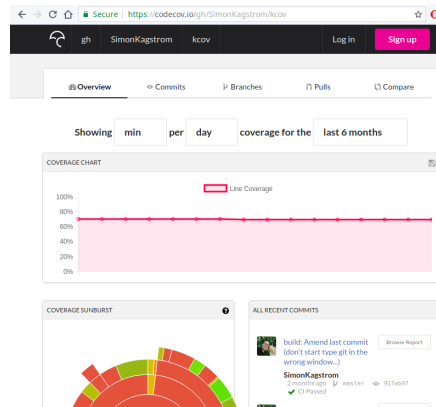 Secure https://codecov.io/gh/SimonKagstrom/kcov
gh SimonKagstrom kcov Log in Sign up
Overview Commits Branches Pulls Compare
Showing min per day coverage for the last 6 months
COVERAGE CHART
Line Coverage
100%
80%
60%
40%
20%
0%
COVERAGE SUNBURST
ALL RECENT COMMITS
build: Amend last commit
(don't start type git in the
wrong window...)
Browse Report
SimonKagstrom
2 months ago master 917ab97
CI Passed